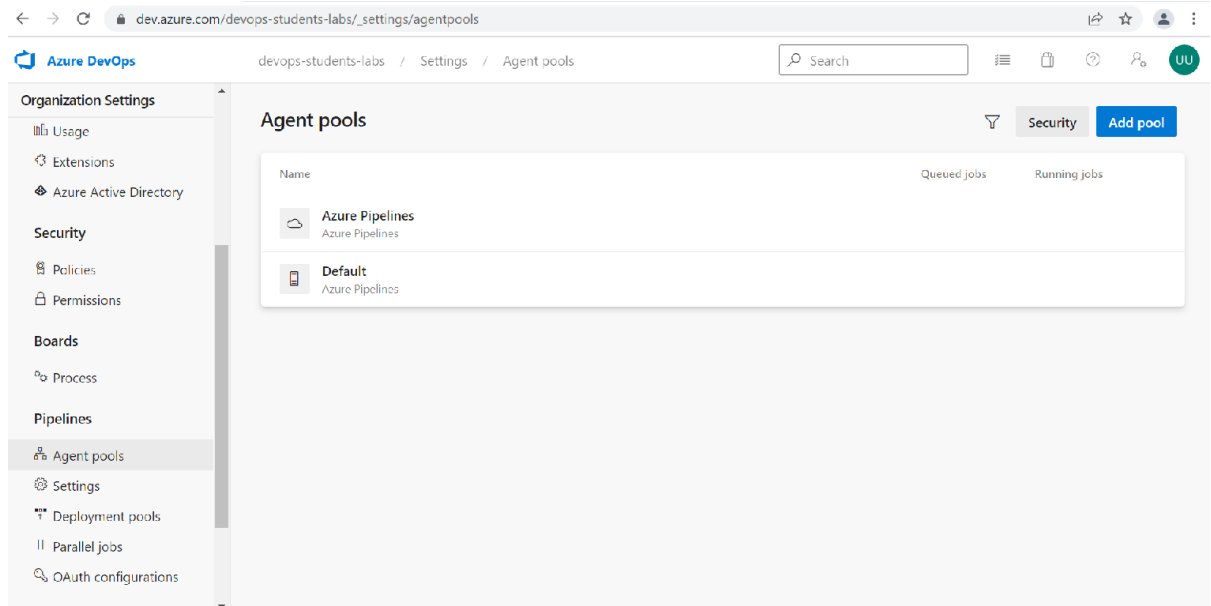 dev.azure.com/devops-students-labs/_settings/agentpools
Azure DevOps
devops-students-labs / Settings / Agent pools
Search
UU
Organization Settings
Usage
Extensions
Azure Active Directory
Security
Policies
Permissions
Boards
Process
Pipelines
Agent pools
Settings
Deployment pools
Parallel jobs
OAuth configurations
Agent pools
Security
Add pool
Name Queued jobs Running jobs
Azure Pipelines
Azure Pipelines
Default
Azure Pipelines